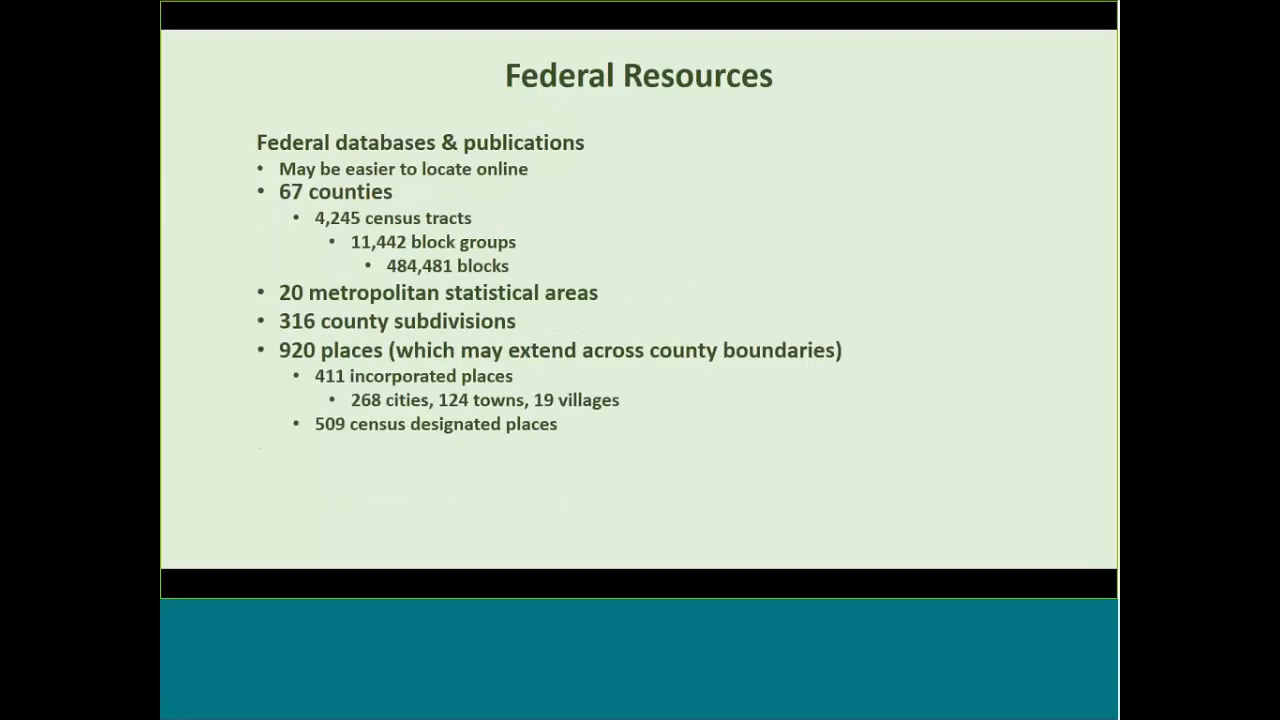 Federal Resources
Federal databases & publications
• May be easier to locate online
• 67 counties
• 4,245 census tracts
• 11,442 block groups
• 484,481 blocks
• 20 metropolitan statistical areas
• 316 county subdivisions
• 920 places (which may extend across county boundaries)
• 411 incorporated places
• 268 cities, 124 towns, 19 villages
• 509 census designated places